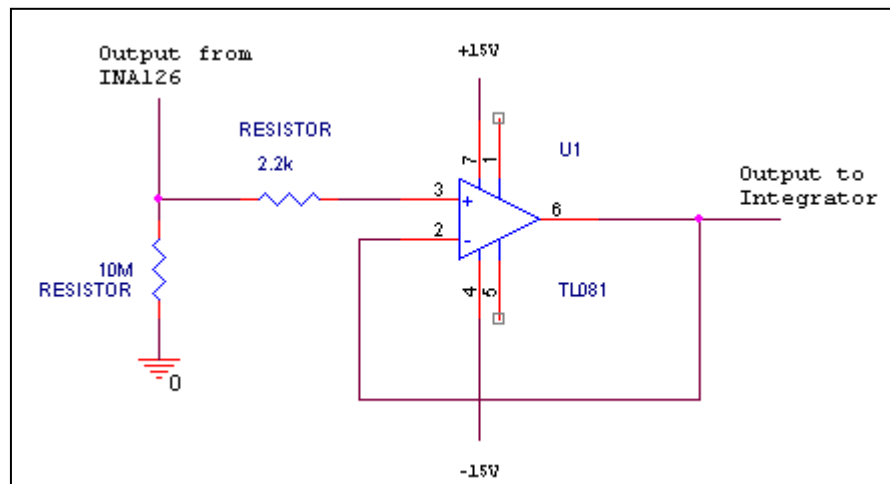 Output from
INA126
+15V
RESISTOR
2.2k
7
1
U1
Output to
Integrator
3
+
6
2
-
10M
RESISTOR
4
5
TL081
0
-15V